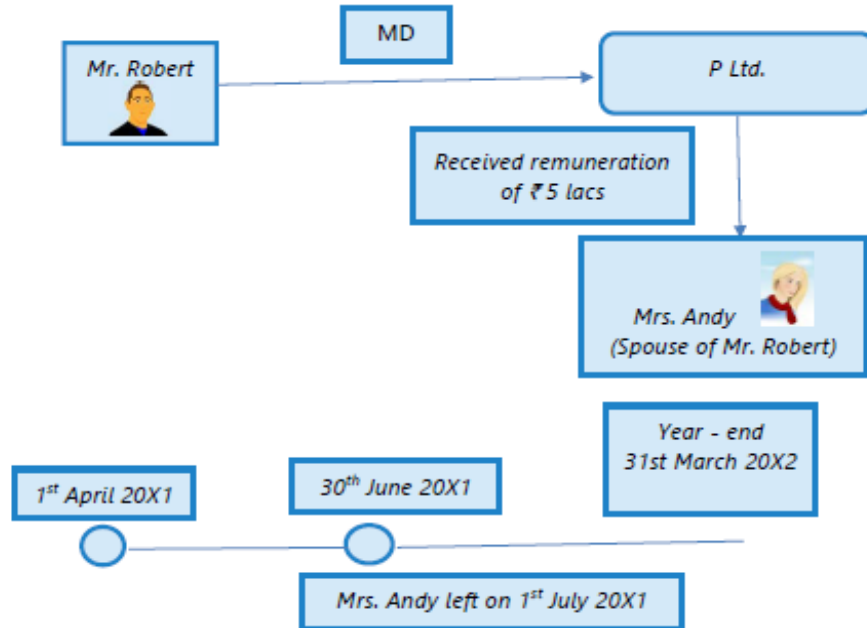 MD
Mr. Robert
P Ltd.
Received remuneration
of ₹ 5 lacs
Mrs. Andy
(Spouse of Mr. Robert)
Year - end
31st March 20X2
1st April 20X1
30th June 20X1
Mrs. Andy left on 1st July 20X1